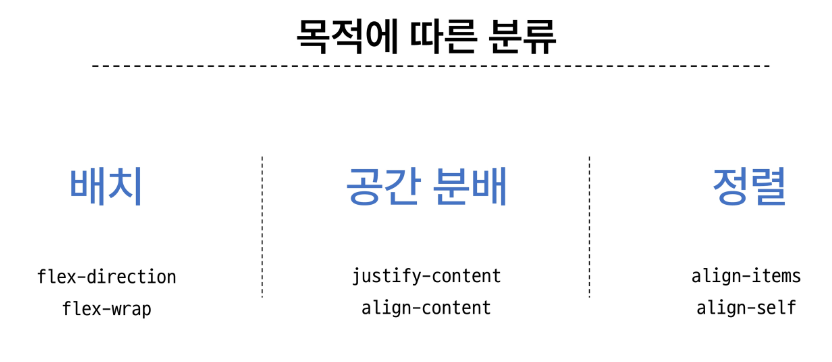 목적에 따른 분류
배치
공간 분배
정렬
flex-direction
justify-content
align-items
flex-wrap
align-content
align-self